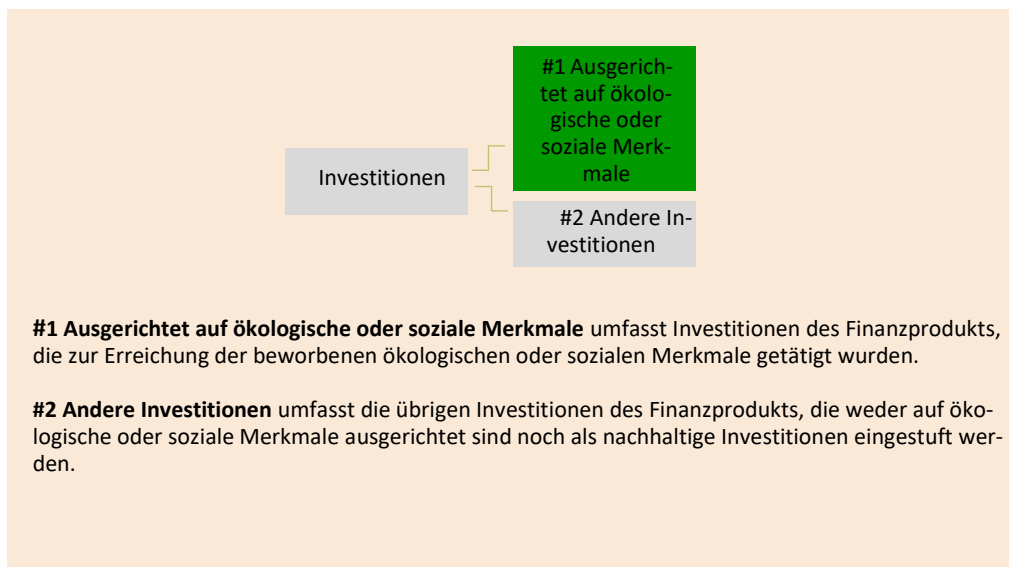 #1 Ausgerich-
tet auf ökolo-
gische oder
soziale Merk-
male
Investitionen
#2 Andere In-
vestitionen
#1 Ausgerichtet auf ökologische oder soziale Merkmale umfasst Investitionen des Finanzprodukts,
die zur Erreichung der beworbenen ökologischen oder sozialen Merkmale getätigt wurden.
#2 Andere Investitionen umfasst die übrigen Investitionen des Finanzprodukts, die weder auf öko-
logische oder soziale Merkmale ausgerichtet sind noch als nachhaltige Investitionen eingestuft wer-
den.